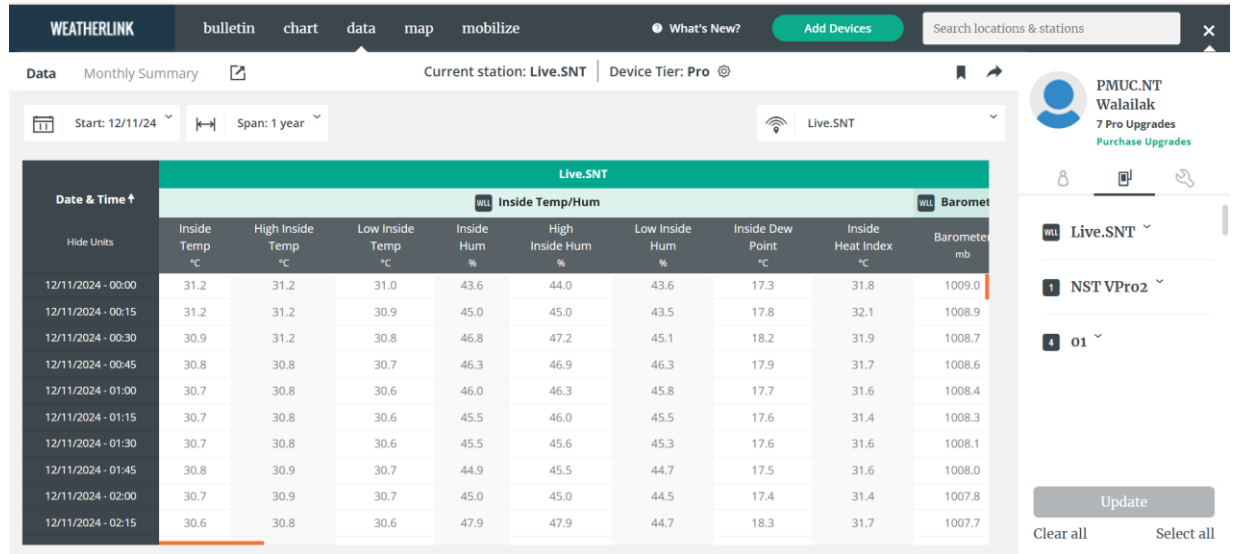 WEATHERLINK bulletin chart data map mobilize What's New? Add Devices Search locations & stations
Data Monthly Summary Current station: Live.SNT Device Tier: Pro
Start: 12/11/24 Span: 1 year Live.SNT
PMUC.NT
Walailak
7 Pro Upgrades
Purchase Upgrades
Live.SNT
Date & Time
WLL Inside Temp/Hum WLL Baromet
Hide Units
Inside Temp °C High Inside Temp °C Low Inside Temp °C Inside Hum % High Inside Hum % Low Inside Hum % Inside Dew Point °C Inside Heat Index °C Barometer mb
12/11/2024 - 00:00 31.2 31.2 31.0 43.6 44.0 43.6 17.3 31.8 1009.0
12/11/2024 - 00:15 31.2 31.2 30.9 45.0 45.0 43.5 17.8 32.1 1008.9
12/11/2024 - 00:30 30.9 31.2 30.8 46.8 47.2 45.1 18.2 31.9 1008.7
12/11/2024 - 00:45 30.8 30.8 30.7 46.3 46.9 46.3 17.9 31.7 1008.6
12/11/2024 - 01:00 30.7 30.8 30.6 46.0 46.3 45.8 17.7 31.6 1008.4
12/11/2024 - 01:15 30.7 30.8 30.6 45.5 46.0 45.5 17.6 31.4 1008.3
12/11/2024 - 01:30 30.7 30.8 30.6 45.5 45.6 45.3 17.6 31.6 1008.1
12/11/2024 - 01:45 30.8 30.9 30.7 44.9 45.5 44.7 17.5 31.6 1008.0
12/11/2024 - 02:00 30.7 30.9 30.7 45.0 45.0 44.5 17.4 31.4 1007.8
12/11/2024 - 02:15 30.6 30.8 30.6 47.9 47.9 44.7 18.3 31.7 1007.7
WLL Live.SNT
1 NST VPro2
4 01
Update
Clear all Select all